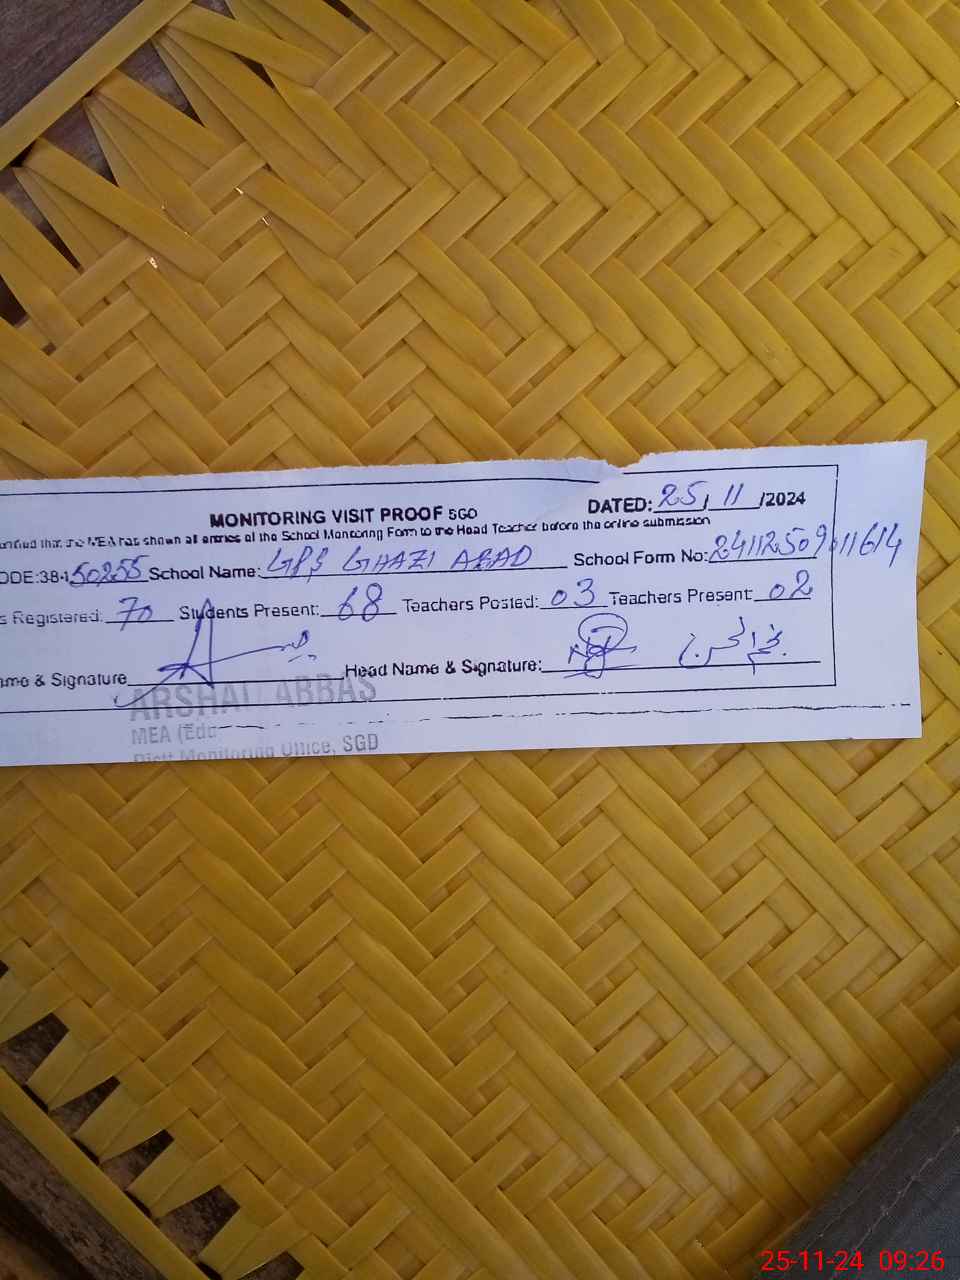 MONITORING VISIT PROOF SGD
DATED: 25/11/2024
that the MEA has shown all entries of the School Monitoring Form to the Head Teacher before the online submission
ODE:38-150255 School Name: GPS GHAZI ABAD School Form No: 24112509011614
s Registered: 70 Students Present: 68 Teachers Posted: 03 Teachers Present: 02
me & Signature Head Name & Signature:
ARSHAD ABBAS
MEA (Edu
Distt Monitoring Office, SGD
25-11-24 09:26